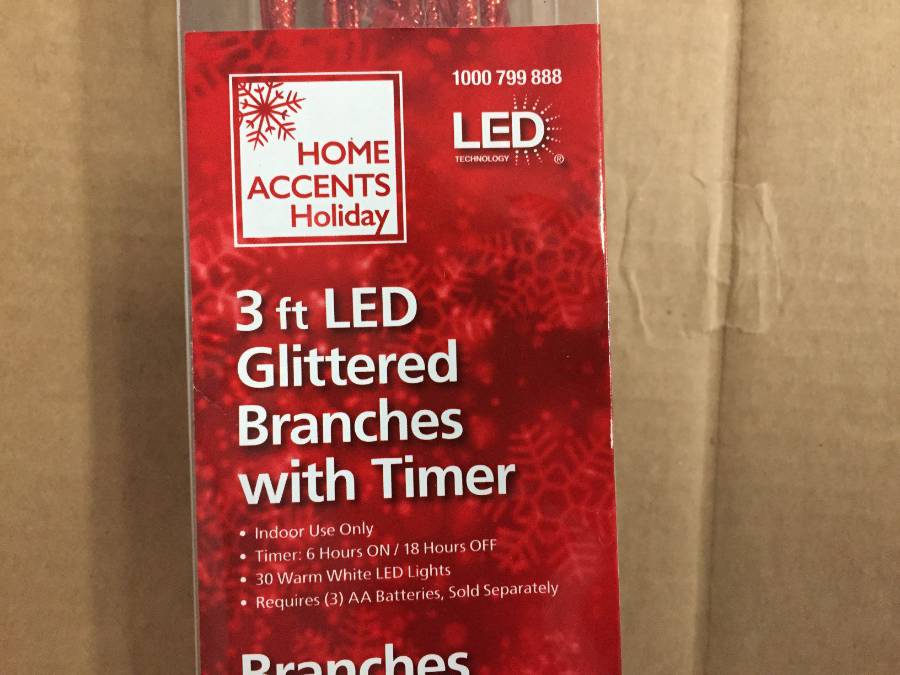 HOME
ACCENTS
Holiday
1000 799 888
LED
TECHNOLOGY ®
3 ft LED
Glittered
Branches
with Timer
• Indoor Use Only
• Timer: 6 Hours ON / 18 Hours OFF
• 30 Warm White LED Lights
• Requires (3) AA Batteries, Sold Separately
Branches